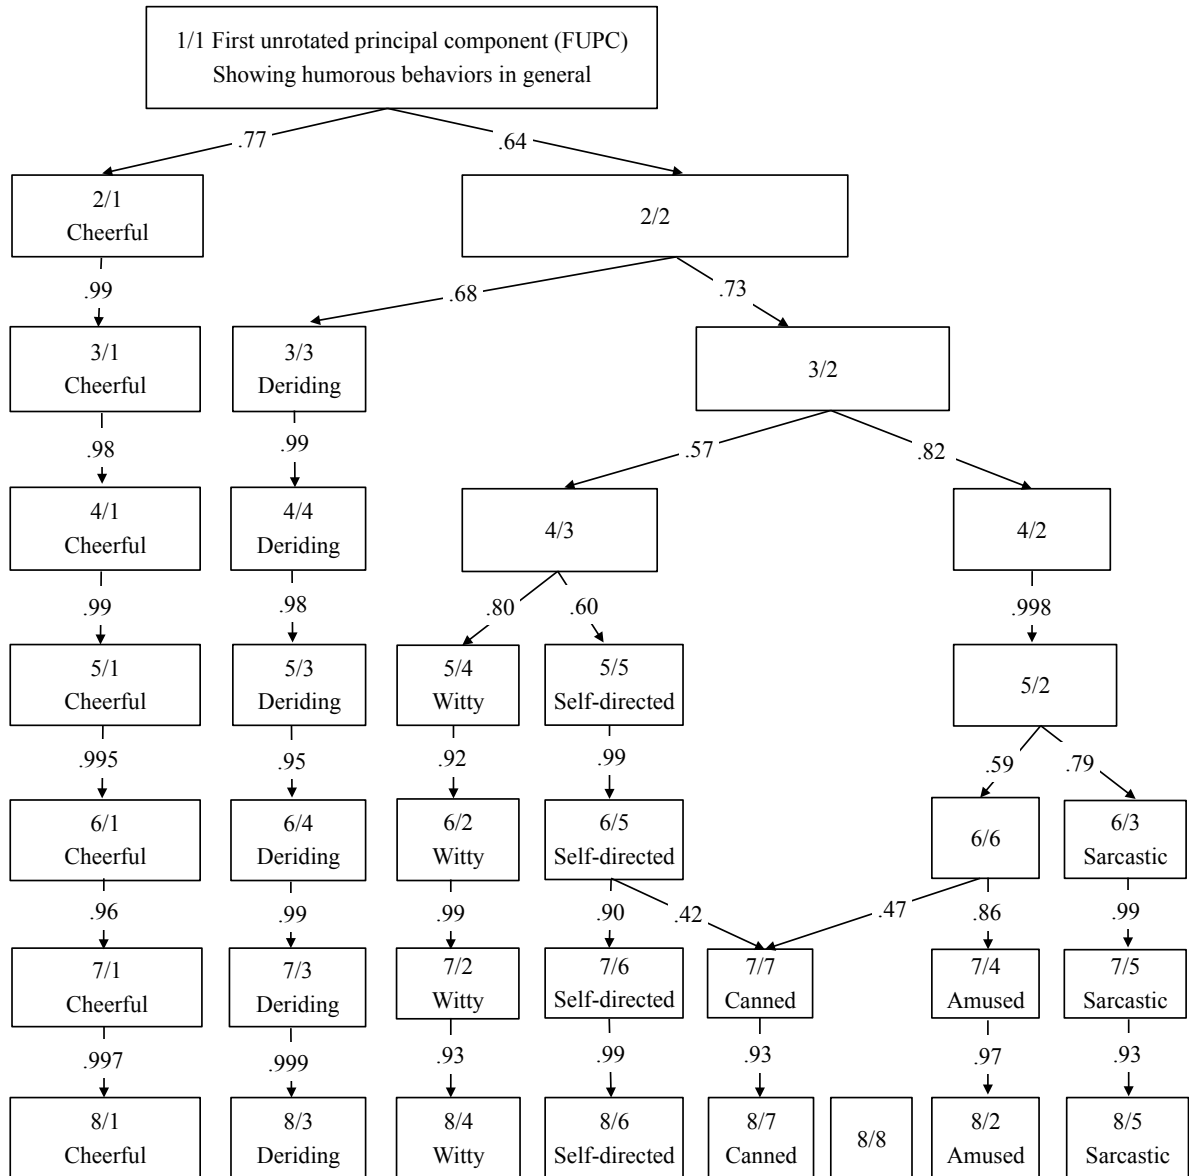 1/1 First unrotated principal component (FUPC)
Showing humorous behaviors in general
.77
.64
2/1
Cheerful
2/2
.99
.68
.73
3/1
Cheerful
3/3
Deriding
3/2
.98
.99
.57
.82
4/1
Cheerful
4/4
Deriding
4/3
4/2
.99
.98
.80
.60
.998
5/1
Cheerful
5/3
Deriding
5/4
Witty
5/5
Self-directed
5/2
.995
.95
.92
.99
.59
.79
6/1
Cheerful
6/4
Deriding
6/2
Witty
6/5
Self-directed
6/6
6/3
Sarcastic
.96
.99
.99
.90
.42
.47
.86
.99
7/1
Cheerful
7/3
Deriding
7/2
Witty
7/6
Self-directed
7/7
Canned
7/4
Amused
7/5
Sarcastic
.997
.999
.93
.99
.93
.97
.93
8/1
Cheerful
8/3
Deriding
8/4
Witty
8/6
Self-directed
8/7
Canned
8/8
8/2
Amused
8/5
Sarcastic